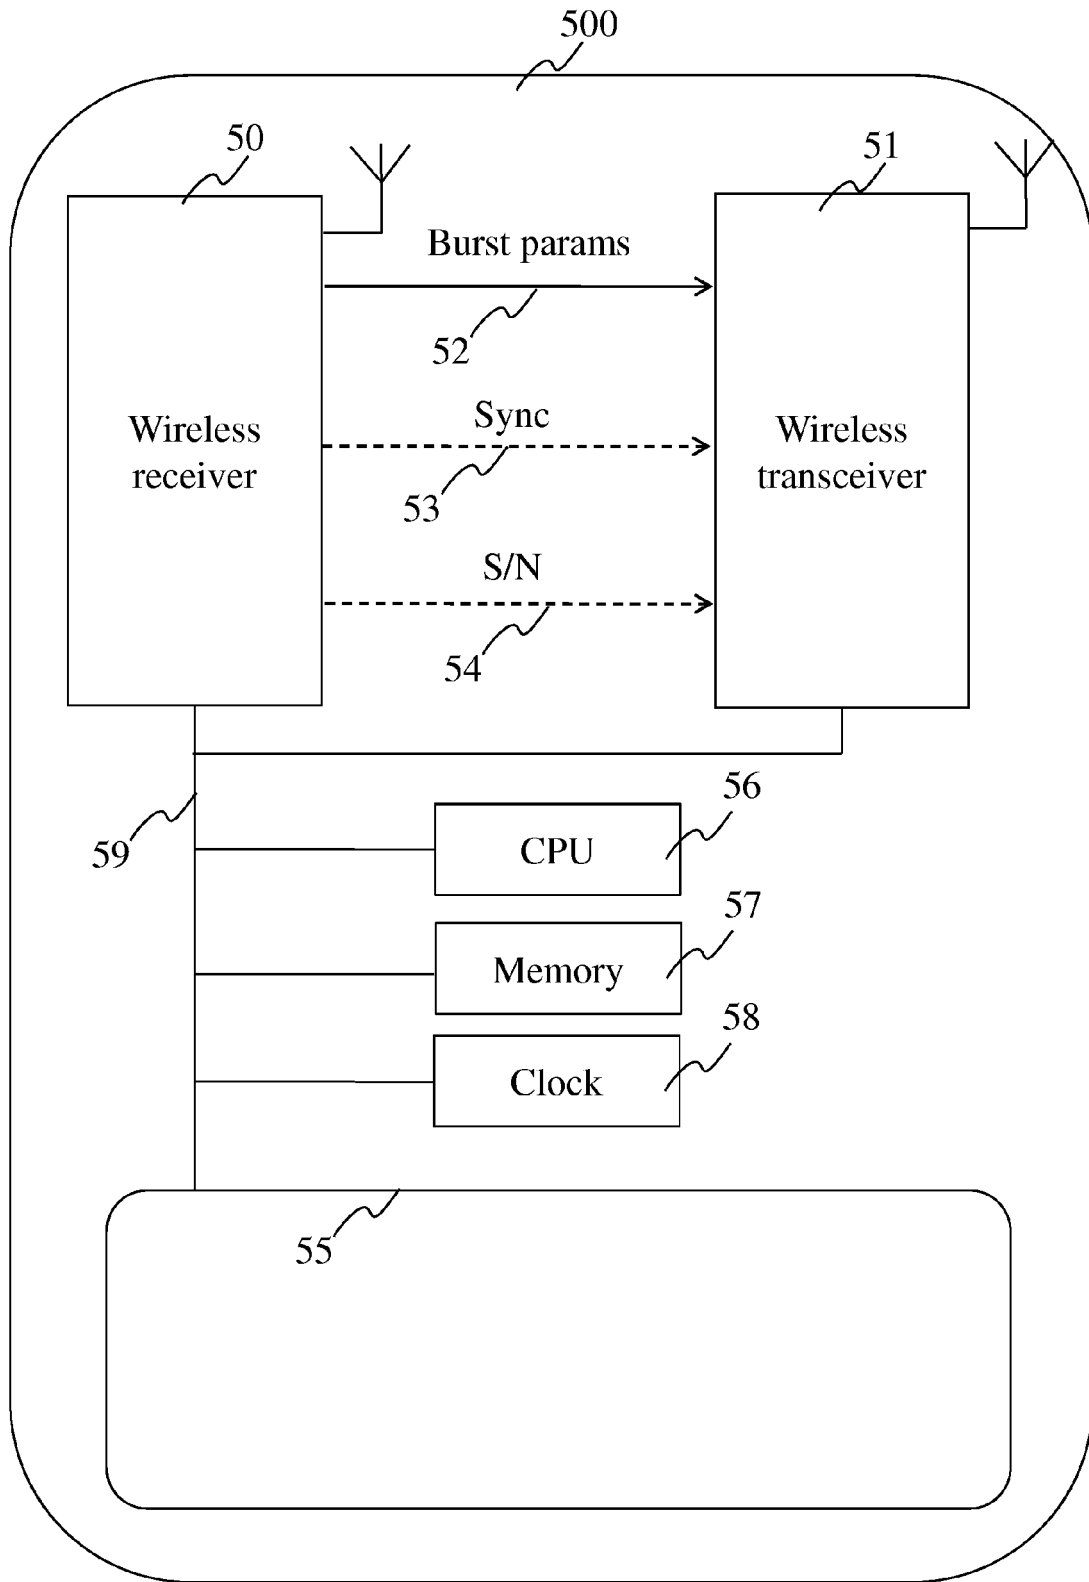 500
50
51
Burst params
52
Wireless
receiver
Sync
Wireless
transceiver
53
S/N
54
56
CPU
59
57
Memory
58
Clock
55